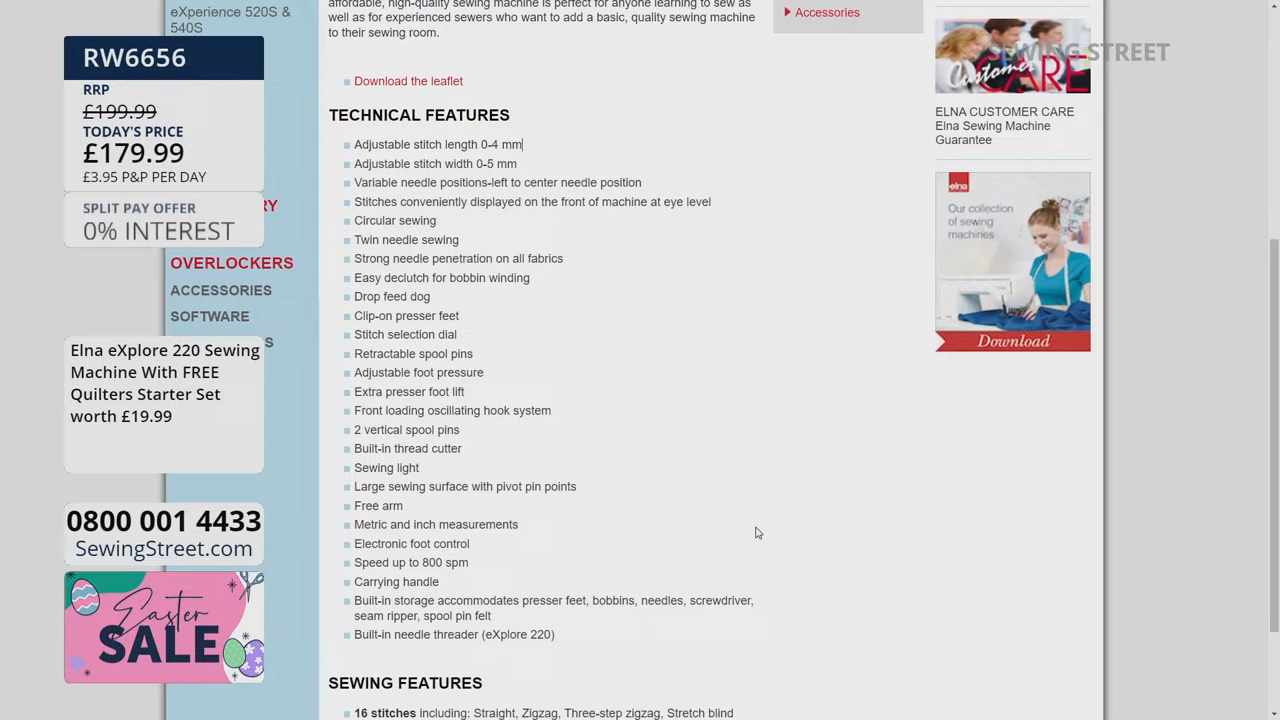 eXperience 520S &
540S
RW6656
RRP
£199.99
TODAY'S PRICE
£179.99
£3.95 P&P PER DAY
SPLIT PAY OFFER
0% INTEREST
RY
OVERLOCKERS
ACCESSORIES
SOFTWARE
S
Elna eXplore 220 Sewing
Machine With FREE
Quilters Starter Set
worth £19.99
0800 001 4433
SewingStreet.com
Easter
SALE
affordable, high-quality sewing machine is perfect for anyone learning to sew as
well as for experienced sewers who want to add a basic, quality sewing machine
to their sewing room.
Download the leaflet
TECHNICAL FEATURES
Adjustable stitch length 0-4 mm
Adjustable stitch width 0-5 mm
Variable needle positions-left to center needle position
Stitches conveniently displayed on the front of machine at eye level
Circular sewing
Twin needle sewing
Strong needle penetration on all fabrics
Easy declutch for bobbin winding
Drop feed dog
Clip-on presser feet
Stitch selection dial
Retractable spool pins
Adjustable foot pressure
Extra presser foot lift
Front loading oscillating hook system
2 vertical spool pins
Built-in thread cutter
Sewing light
Large sewing surface with pivot pin points
Free arm
Metric and inch measurements
Electronic foot control
Speed up to 800 spm
Carrying handle
Built-in storage accommodates presser feet, bobbins, needles, screwdriver,
seam ripper, spool pin felt
Built-in needle threader (eXplore 220)
SEWING FEATURES
16 stitches including: Straight, Zigzag, Three-step zigzag, Stretch blind
Accessories
SEWING STREET
Customer
CARE
ELNA CUSTOMER CARE
Elna Sewing Machine
Guarantee
elna
Our collection
of sewing
machines
Download